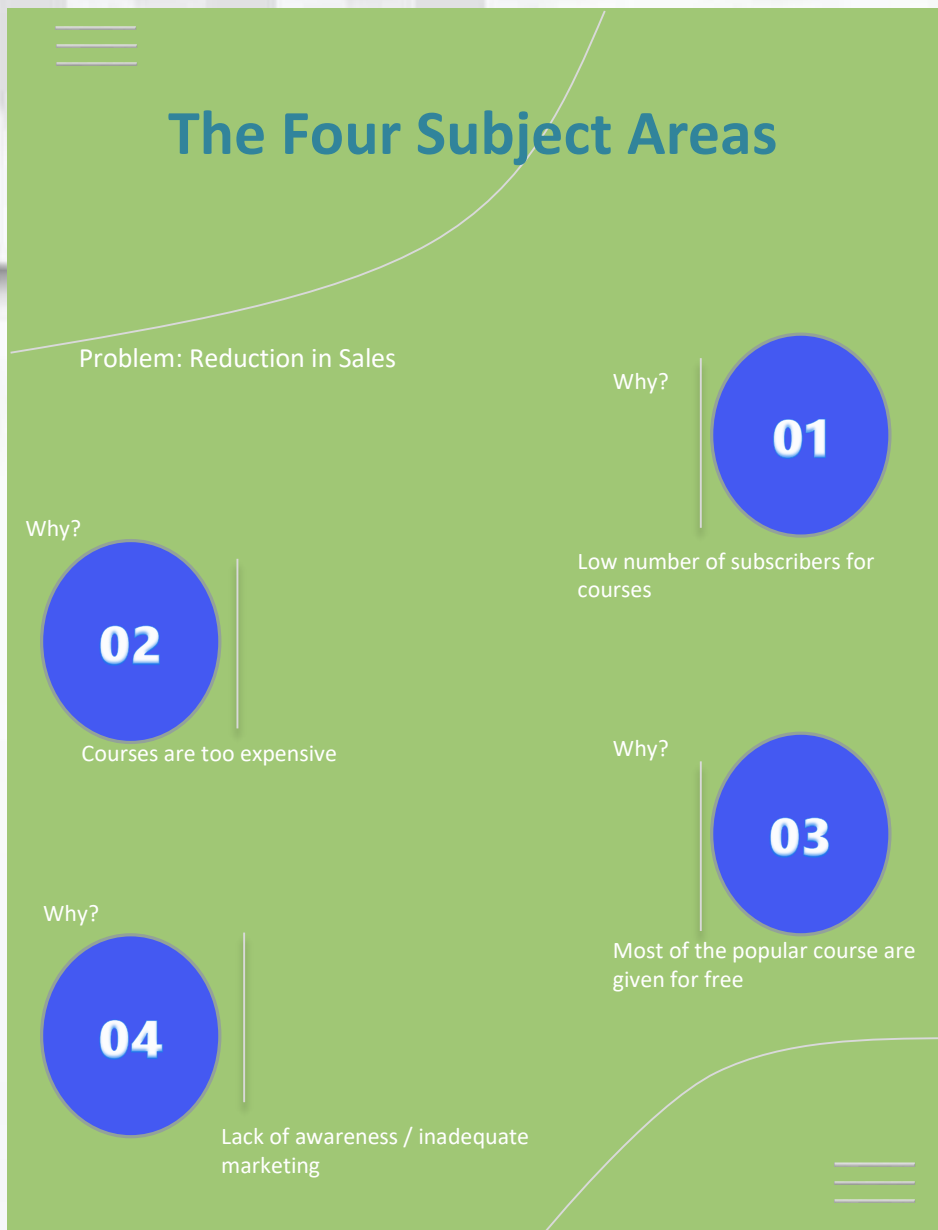 The Four Subject Areas
Problem: Reduction in Sales
Why?
01
Low number of subscribers for
courses
Why?
02
Courses are too expensive
Why?
03
Most of the popular course are
given for free
Why?
04
Lack of awareness / inadequate
marketing